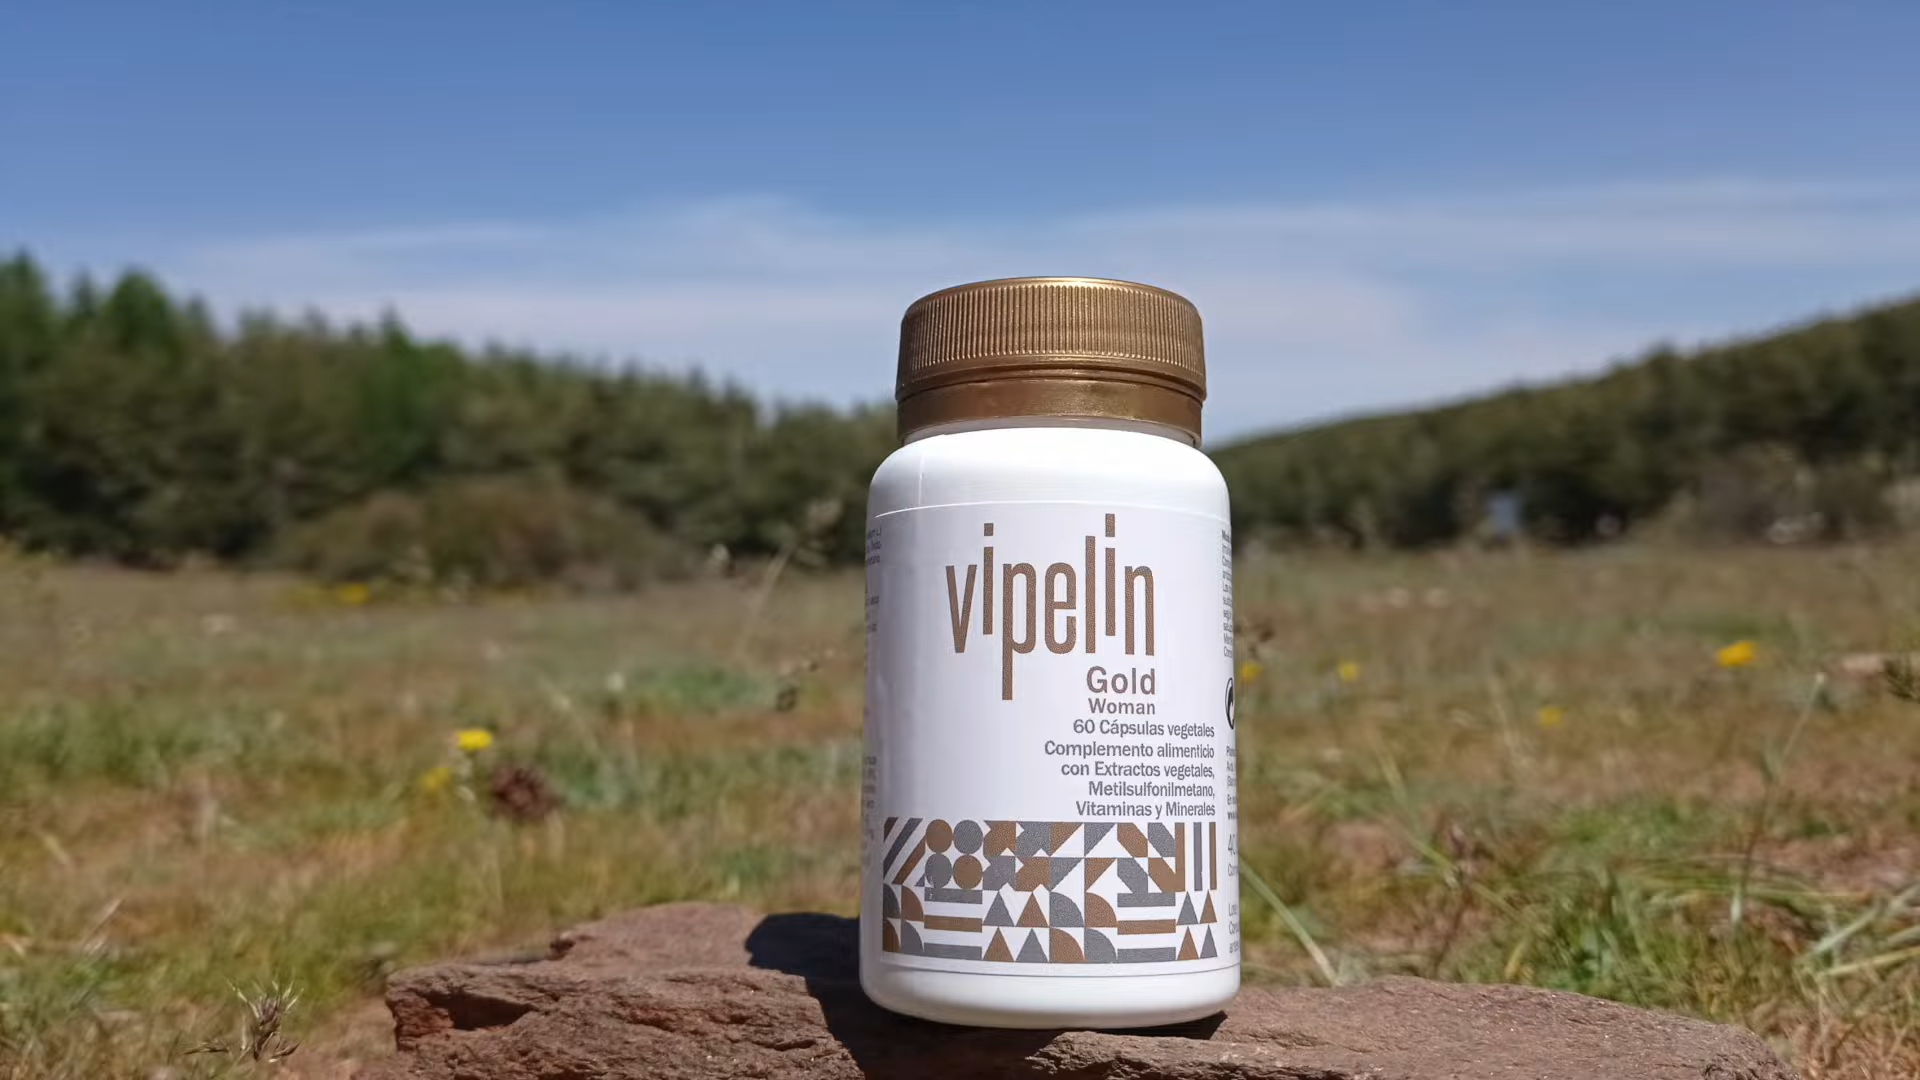 vipelin
Gold
Woman
60 Cápsulas vegetales
Complemento alimenticio
con Extractos vegetales,
Metilsulfonilmetano,
Vitaminas y Minerales